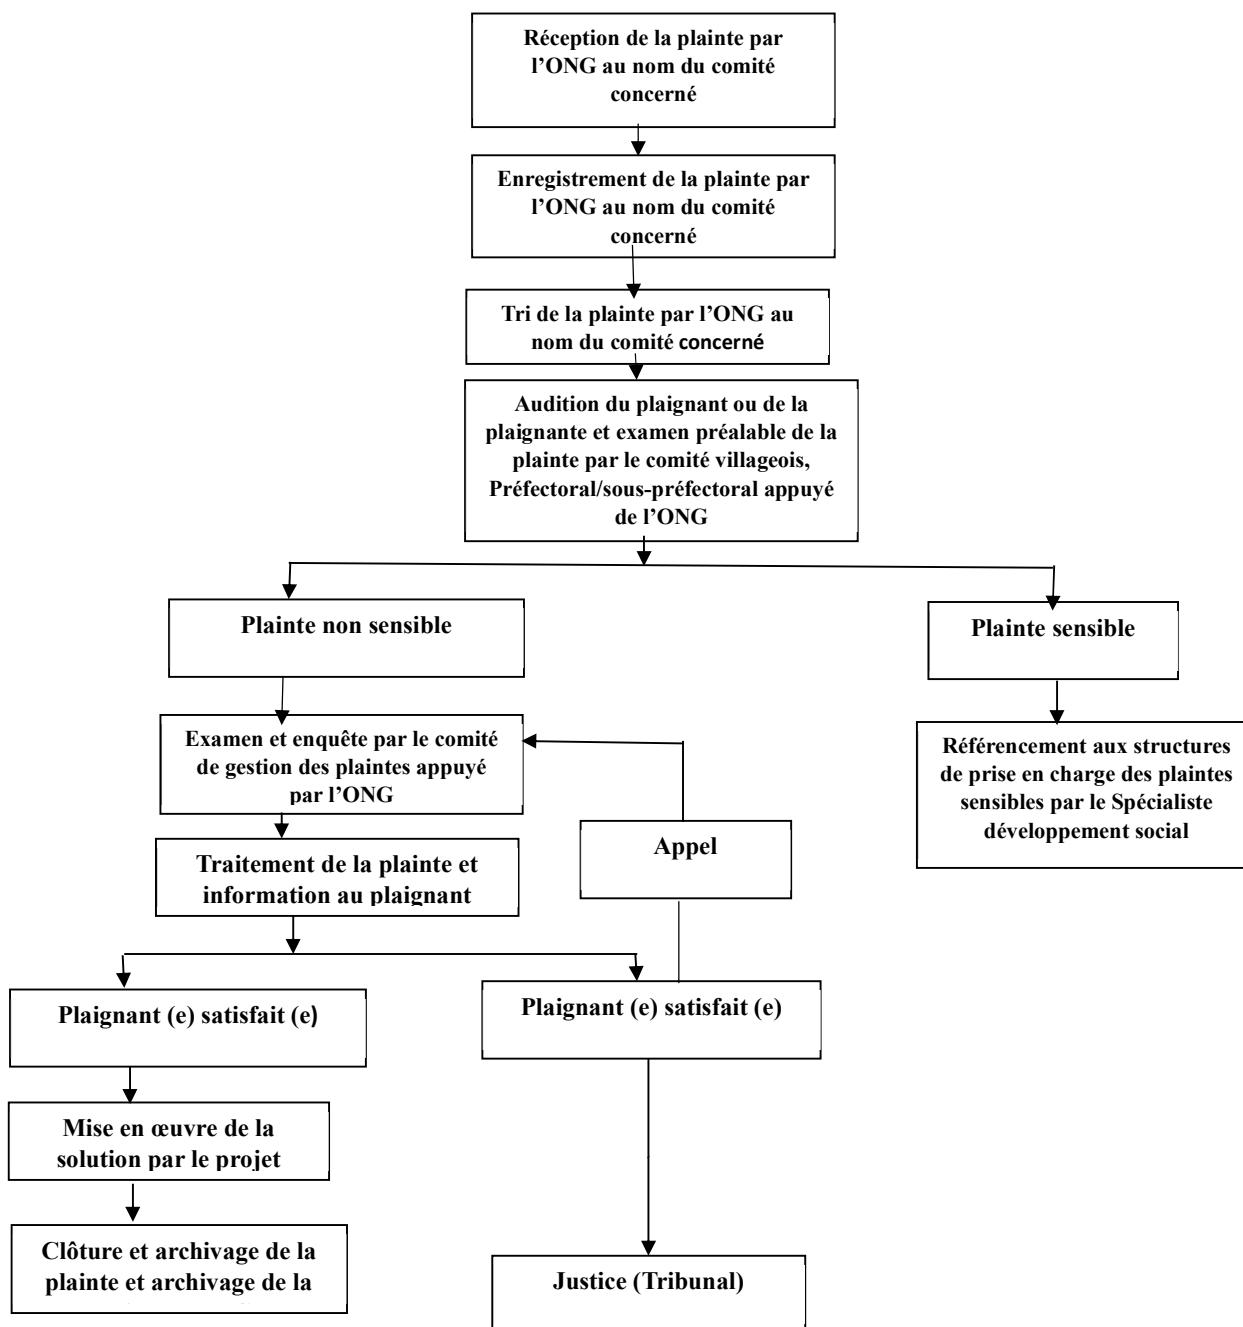 Réception de la plainte par
l’ONG au nom du comité
concerné
Enregistrement de la plainte par
l’ONG au nom du comité
concerné
Tri de la plainte par l’ONG au
nom du comité concerné
Audition du plaignant ou de la
plaignante et examen préalable de la
plainte par le comité villageois,
Préfectoral/sous-préfectoral appuyé
de l’ONG
Plainte non sensible
Plainte sensible
Examen et enquête par le comité
de gestion des plaintes appuyé
par l’ONG
Référencement aux structures
de prise en charge des plaintes
sensibles par le Spécialiste
développement social
Appel
Traitement de la plainte et
information au plaignant
Plaignant (e) satisfait (e)
Plaignant (e) satisfait (e)
Mise en œuvre de la
solution par le projet
Clôture et archivage de la
plainte et archivage de la
Justice (Tribunal)